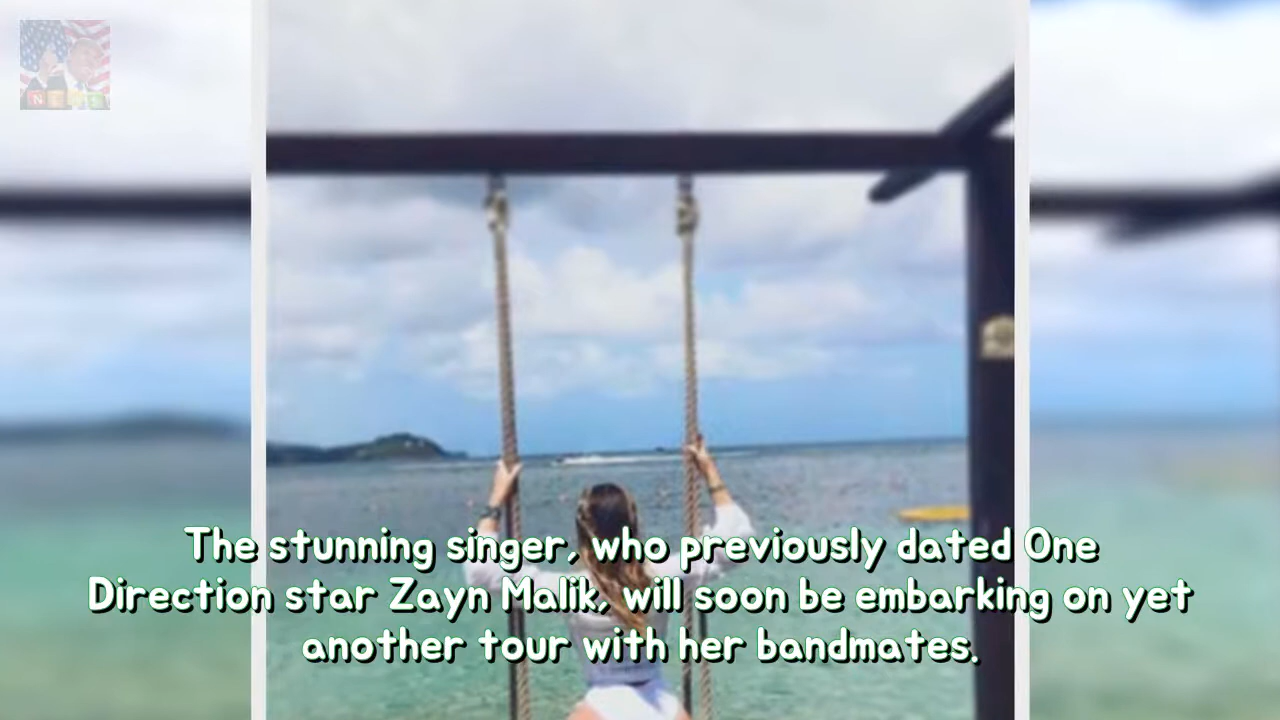 NEWS
The stunning singer, who previously dated One
Direction star Zayn Malik, will soon be embarking on yet
another tour with her bandmates.